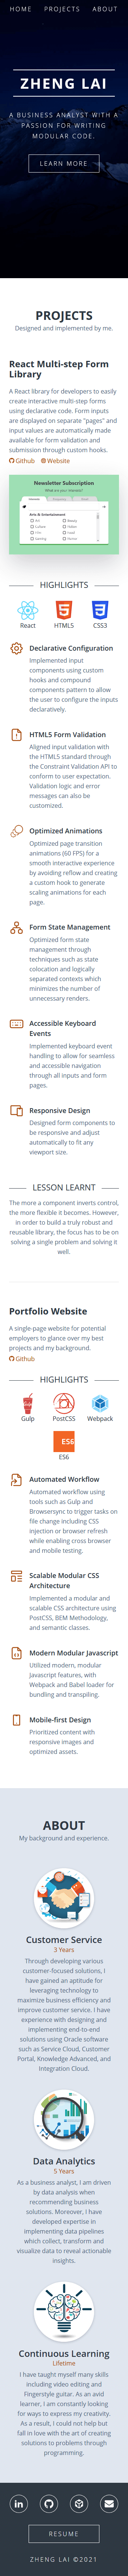 HOME PROJECTS ABOUT
ZHENG LAI
A BUSINESS ANALYST WITH A
PASSION FOR WRITING
MODULAR CODE.
LEARN MORE
PROJECTS
Designed and implemented by me.
React Multi-step Form
Library
A React library for developers to easily
create interactive multi-step forms
using declarative code. Form inputs
are displayed on separate "pages" and
input values are automatically made
available for form validation and
submission through custom hooks.
Github Website
Newsletter Subscription
What are your interests?
Arts & Entertainment
HIGHLIGHTS
React HTML5 CSS3
Declarative Configuration
Implemented input
components using custom
hooks and compound
components pattern to allow
the user to configure the inputs
declaratively.
HTML5 Form Validation
Aligned input validation with
the HTML5 standard through
the Constraint Validation API to
conform to user expectation.
Validation logic and error
messages can also be
customized.
Optimized Animations
Optimized page transition
animations (60 FPS) for a
smooth interactive experience
by avoiding reflow and creating
a custom hook to generate
scaling animations for each
page.
Form State Management
Optimized form state
management through
techniques such as state
colocation and logically
separated contexts which
minimizes the number of
unnecessary renders.
Accessible Keyboard
Events
Implemented keyboard event
handling to allow for seamless
and accessible navigation
through all inputs and form
pages.
Responsive Design
Designed form components to
be responsive and adjust
automatically to fit any
viewport size.
LESSON LEARNT
The more a component inverts control,
the more flexible it becomes. However,
in order to build a truly robust and
reusable library, the focus has to be on
solving a single problem and solving it
well.
Portfolio Website
A single-page website for potential
employers to glance over my best
projects and my background.
Github
HIGHLIGHTS
Gulp PostCSS Webpack
ES6
ES6
Automated Workflow
Automated workflow using
tools such as Gulp and
Browsersync to trigger tasks on
file change including CSS
injection or browser refresh
while enabling cross browser
and mobile testing.
Scalable Modular CSS
Architecture
Implemented a modular and
scalable CSS architecture using
PostCSS, BEM Methodology,
and semantic classes.
Modern Modular Javascript
Utilized modern, modular
Javascript features, with
Webpack and Babel loader for
bundling and transpiling.
Mobile-first Design
Prioritized content with
responsive images and
optimized assets.
ABOUT
My background and experience.
Customer Service
3 Years
Through developing various
customer-focused solutions, I
have gained an aptitude for
leveraging technology to
maximize business efficiency and
improve customer service. I have
experience with designing and
implementing end-to-end
solutions using Oracle software
such as Service Cloud, Customer
Portal, Knowledge Advanced, and
Integration Cloud.
Data Analytics
5 Years
As a business analyst, I am driven
by data analysis when
recommending business
solutions. Moreover, I have
developed expertise in
implementing data pipelines
which collect, transform and
visualize data to reveal actionable
insights.
Continuous Learning
Lifetime
I have taught myself many skills
including video editing and
Fingerstyle guitar. As an avid
learner, I am constantly looking
for ways to express my creativity.
As a result, I could not help but
fall in love with the art of creating
solutions to problems through
programming.
RESUME
ZHENG LAI ©2021